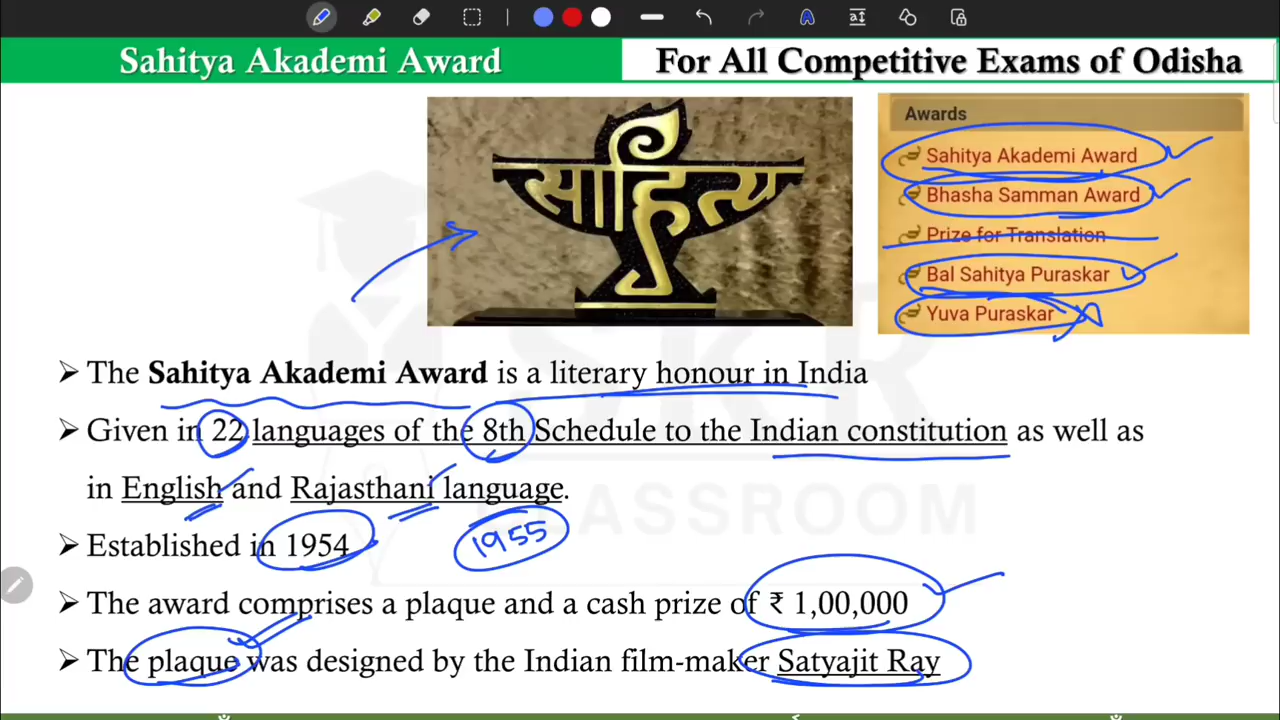 Sahitya Akademi Award
For All Competitive Exams of Odisha
साहित्य
Awards
Sahitya Akademi Award
Bhasha Samman Award
Prize for Translation
Bal Sahitya Puraskar
Yuva Puraskar
➢ The Sahitya Akademi Award is a literary honour in India
➢ Given in 22 languages of the 8th Schedule to the Indian constitution as well as
in English and Rajasthani language.
➢ Established in 1954
1955
➢ The award comprises a plaque and a cash prize of ₹ 1,00,000
➢ The plaque was designed by the Indian film-maker Satyajit Ray
SKR
CLASSROOM